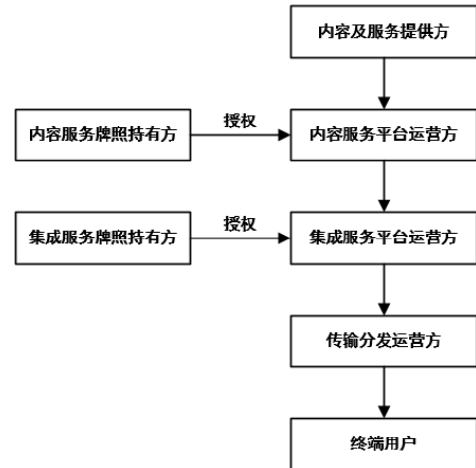 内容及服务提供方
内容服务牌照持有方
授权
内容服务平台运营方
集成服务牌照持有方
授权
集成服务平台运营方
传输分发运营方
终端用户